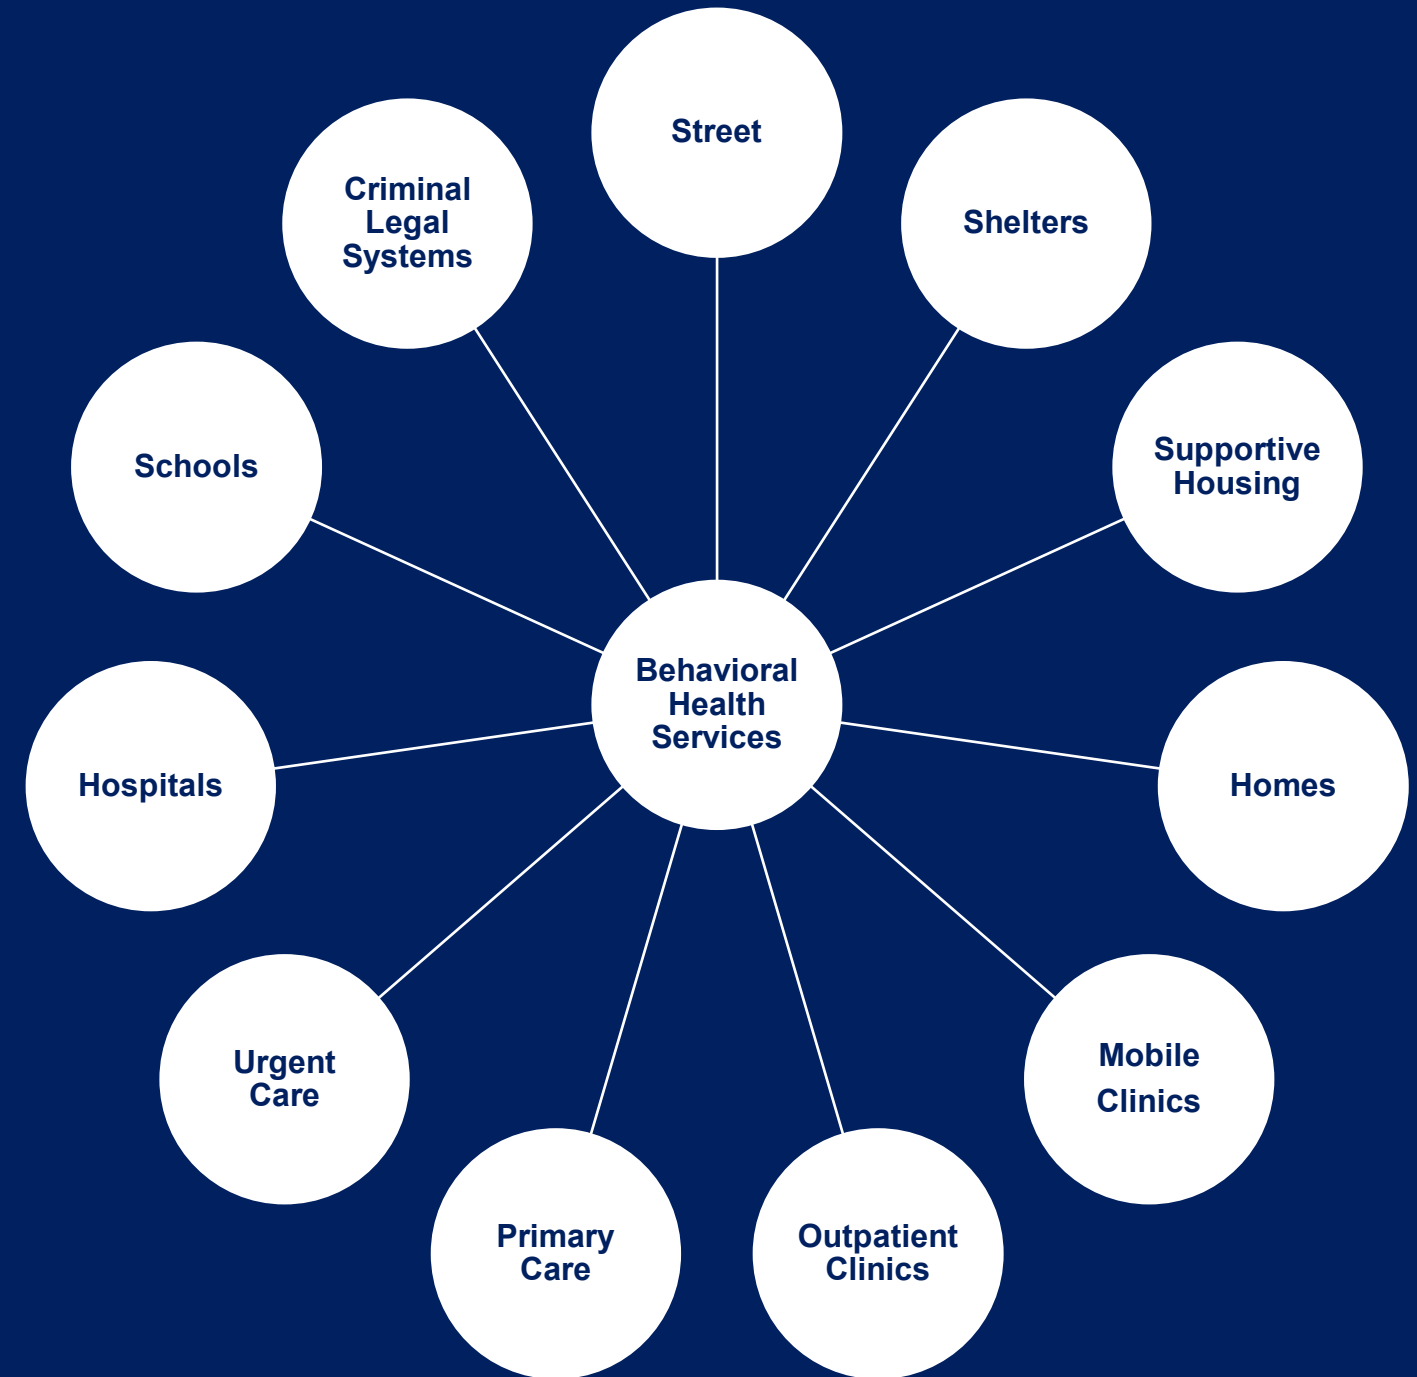 Street
Criminal
Legal
Systems
Shelters
Schools
Supportive
Housing
Behavioral
Health
Services
Hospitals
Homes
Urgent
Care
Mobile
Clinics
Primary
Care
Outpatient
Clinics